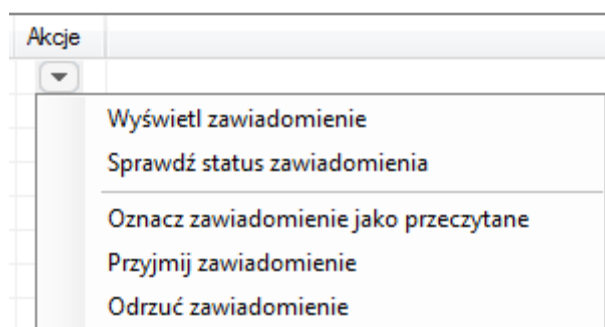 Akcje
Wyświetl zawiadomienie
Sprawdź status zawiadomienia
Oznacz zawiadomienie jako przeczytane
Przyjmij zawiadomienie
Odrzuć zawiadomienie